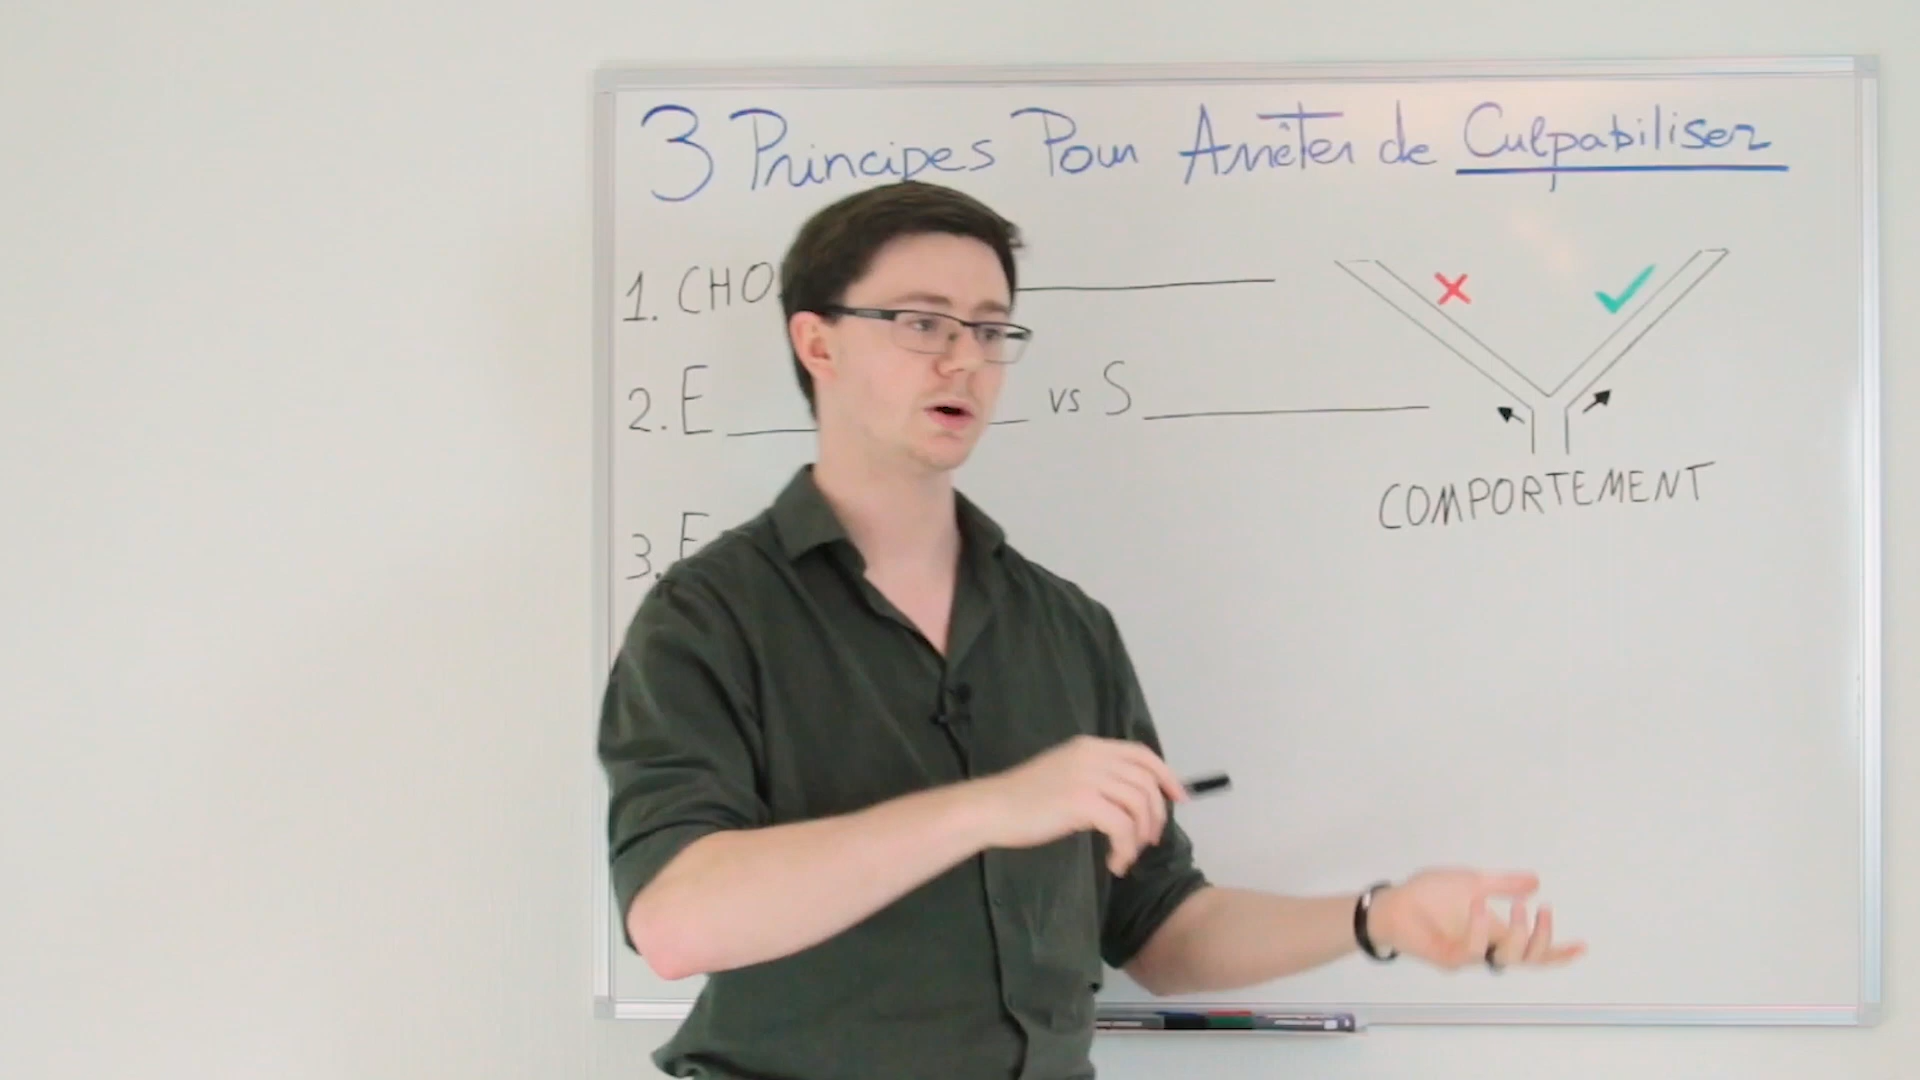 3 Principes Pour Arrêter de Culpabiliser
1. CHO
2. E vs S
3. E
COMPORTEMENT